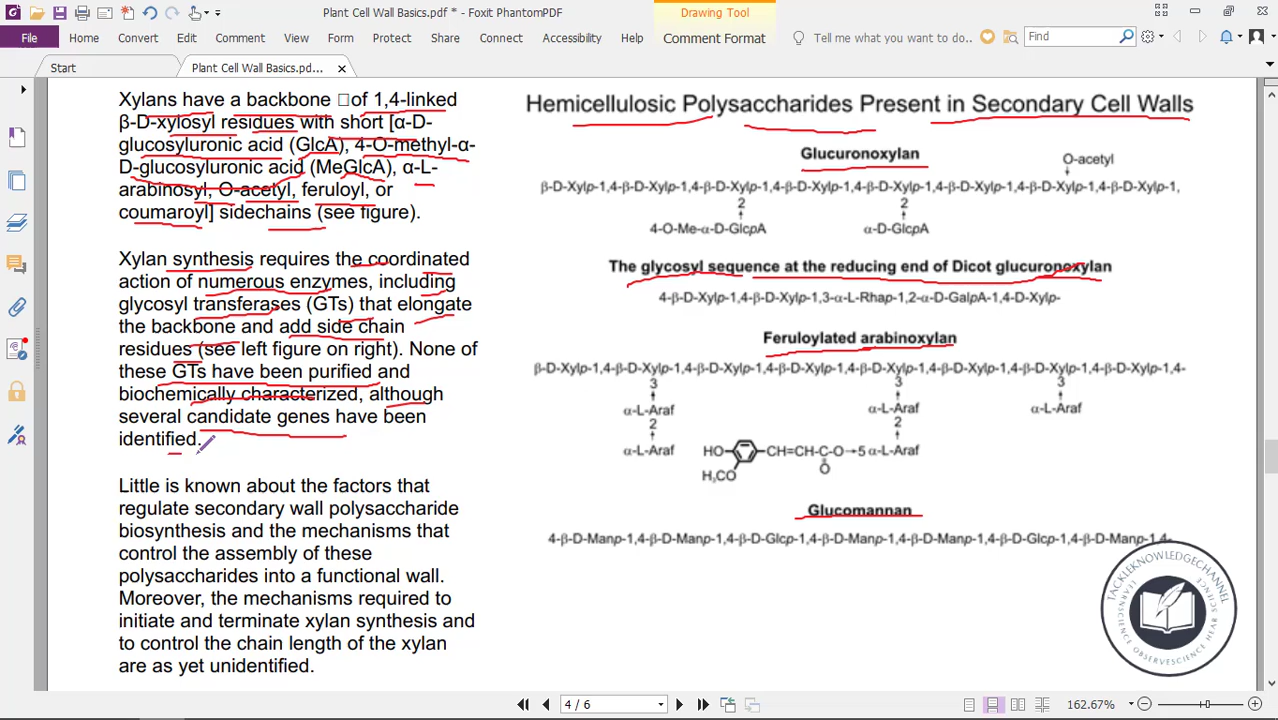 Plant Cell Wall Basics.pdf * - Foxit PhantomPDF
Drawing Tool
File Home Convert Edit Comment View Form Protect Share Connect Accessibility Help Comment Format Tell me what you want to do.. Find
Start Plant Cell Wall Basics.pd... ×
Xylans have a backbone □of 1,4-linked
β-D-xylosyl residues with short [α-D-
glucosyluronic acid (GlcA), 4-O-methyl-α-
D-glucosyluronic acid (MeGlcA), α-L-
arabinosyl, O-acetyl, feruloyl, or
coumaroyl] sidechains (see figure).
Xylan synthesis requires the coordinated
action of numerous enzymes, including
glycosyl transferases (GTs) that elongate
the backbone and add side chain
residues (see left figure on right). None of
these GTs have been purified and
biochemically characterized, although
several candidate genes have been
identified.
Little is known about the factors that
regulate secondary wall polysaccharide
biosynthesis and the mechanisms that
control the assembly of these
polysaccharides into a functional wall.
Moreover, the mechanisms required to
initiate and terminate xylan synthesis and
to control the chain length of the xylan
are as yet unidentified.
Hemicellulosic Polysaccharides Present in Secondary Cell Walls
Glucuronoxylan
O-acetyl
β-D-Xylp-1,4-β-D-Xylp-1,4-β-D-Xylp-1,4-β-D-Xylp-1,4-β-D-Xylp-1,4-β-D-Xylp-1,4-β-D-Xylp-1,4-β-D-Xylp-1,
2 2
4-O-Me-α-D-GlcpA α-D-GlcpA
The glycosyl sequence at the reducing end of Dicot glucuronoxylan
4-β-D-Xylp-1,4-β-D-Xylp-1,3-α-L-Rhap-1,2-α-D-GalpA-1,4-D-Xylp-
Feruloylated arabinoxylan
β-D-Xylp-1,4-β-D-Xylp-1,4-β-D-Xylp-1,4-β-D-Xylp-1,4-β-D-Xylp-1,4-β-D-Xylp-1,4-β-D-Xylp-1,4-β-D-Xylp-1,4-
3 3 3
α-L-Araf α-L-Araf α-L-Araf
2 2
α-L-Araf HO CH=CH-C-O→5 α-L-Araf
H₃CO O
Glucomannan
4-β-D-Manp-1,4-β-D-Manp-1,4-β-D-Glcp-1,4-β-D-Manp-1,4-β-D-Manp-1,4-β-D-Glcp-1,4-β-D-Manp-1,4-
TACKLEKNOWLEDGECHANNEL
4 / 6 162.67%